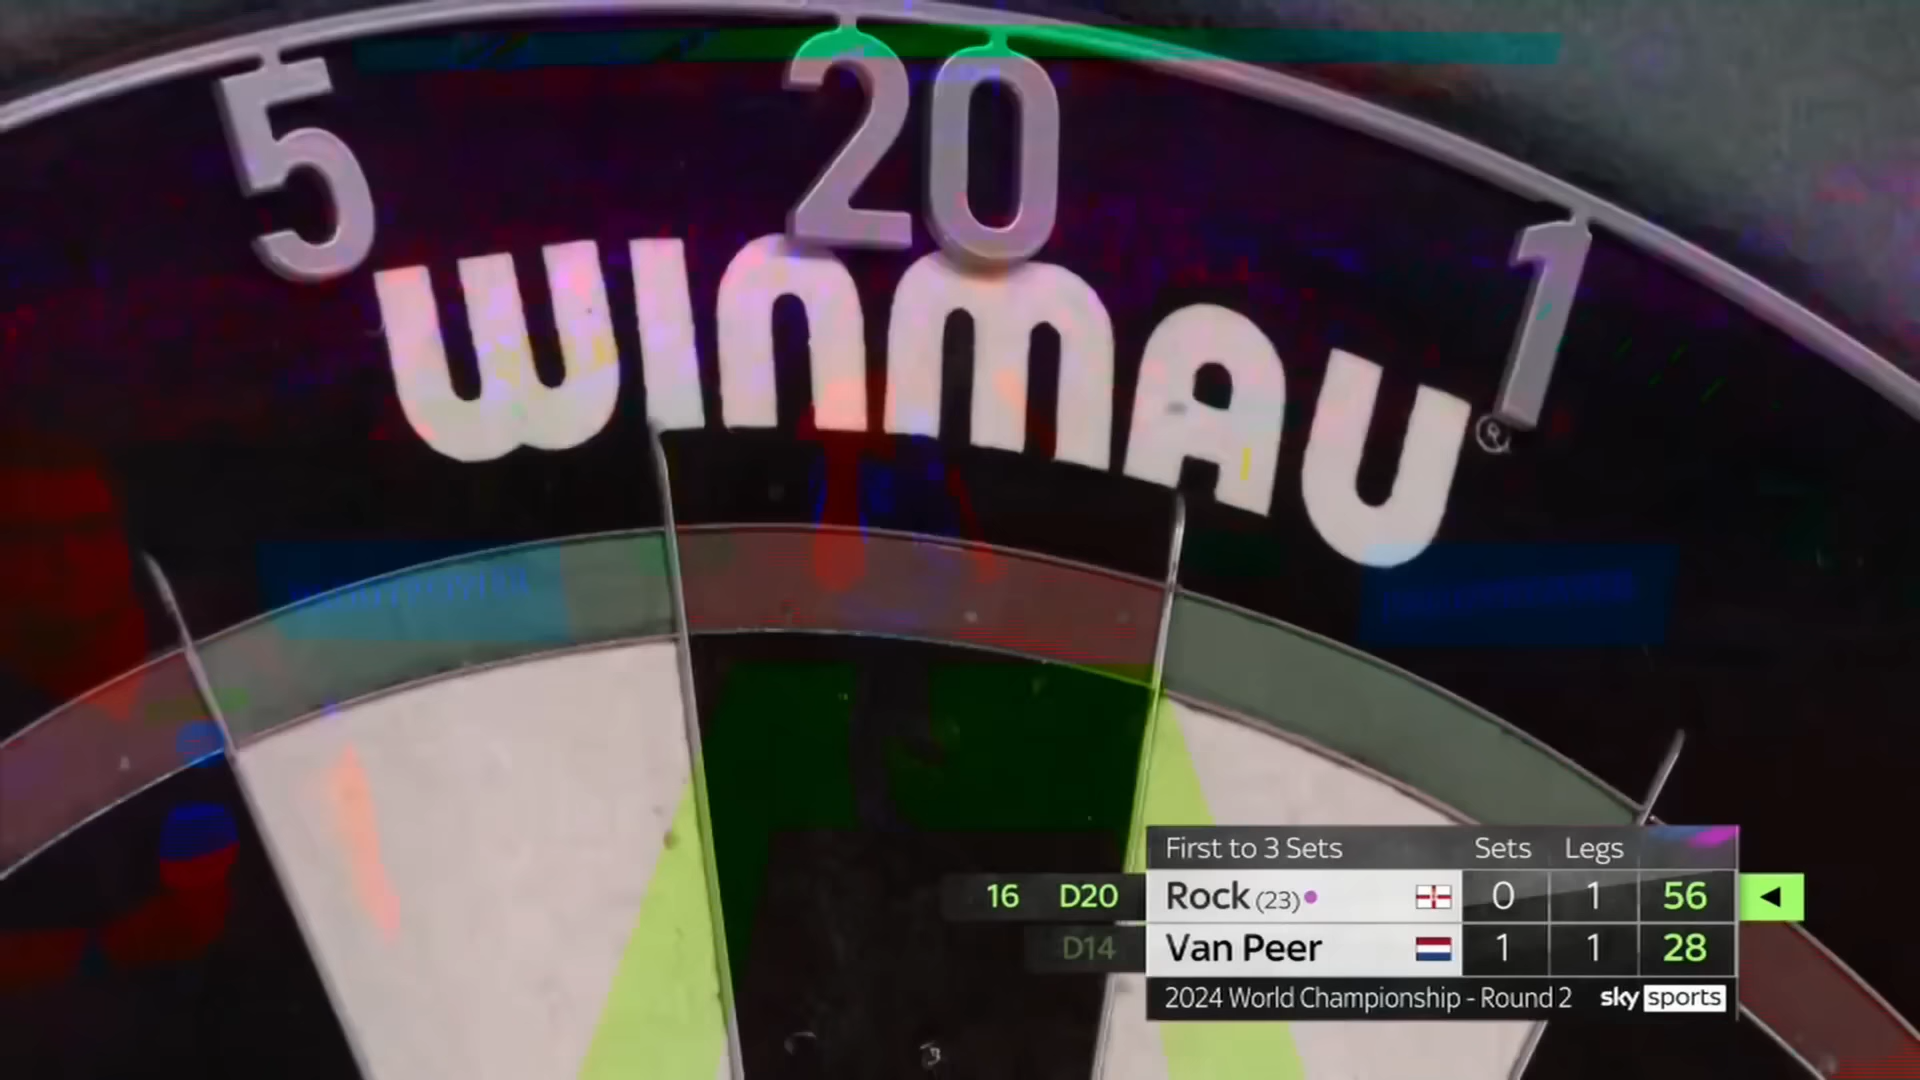 5 20 1
WINMAU®
First to 3 Sets Sets Legs
16 D20 Rock (23) 0 1 56
D14 Van Peer 1 1 28
2024 World Championship - Round 2 sky sports